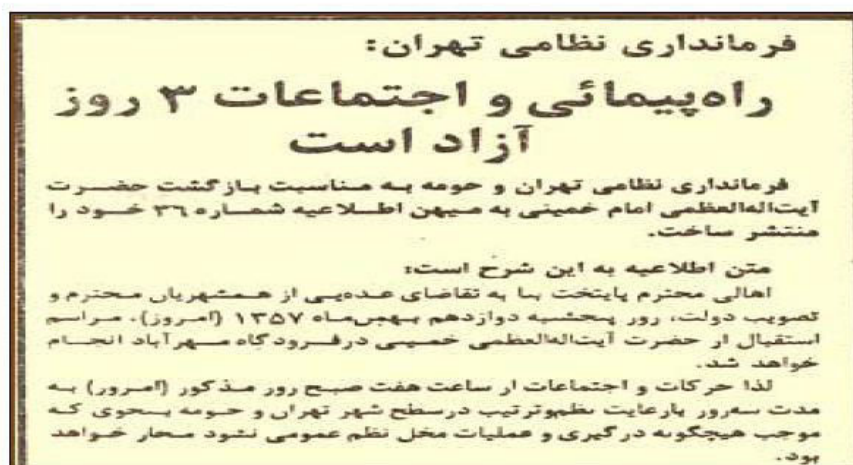 فرمانداری نظامی تهران:
راه‌پیمائی و اجتماعات ۳ روز
آزاد است
فرمانداری نظامی تهران و حومه به مناسبت بازگشت حضرت
آیت‌اله‌العظمی امام خمینی به میهن اطلاعیه شماره ۳۶ خود را
منتشر ساخت.
متن اطلاعیه به این شرح است:
اهالی محترم پایتخت بنا به تقاضای عده‌یی از همشهریان محترم و
تصویب دولت، روز پنجشنبه دوازدهم بهمن‌ماه ۱۳۵۷ (امروز)، مراسم
استقبال از حضرت آیت‌اله‌العظمی خمینی در فرودگاه مهرآباد انجام
خواهد شد.
لذا حرکات و اجتماعات از ساعت هفت صبح روز مذکور (امروز) به
مدت سه‌روز بارعایت نظم‌وترتیب درسطح شهر تهران و حومه بنحوی که
موجب هیچگونه درگیری و عملیات مخل نظم عمومی نشود مجاز خواهد
بود.